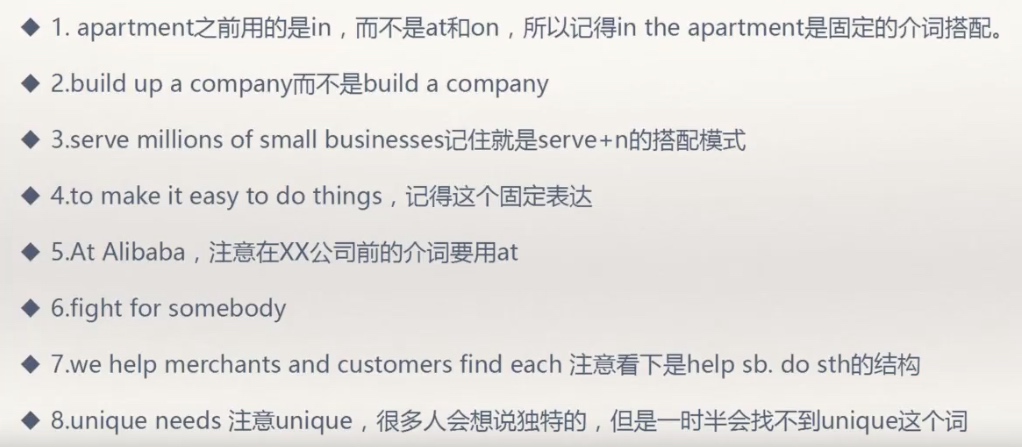 ◆ 1. apartment之前用的是in，而不是at和on，所以记得in the apartment是固定的介词搭配。
◆ 2.build up a company而不是build a company
◆ 3.serve millions of small businesses记住就是serve+n的搭配模式
◆ 4.to make it easy to do things，记得这个固定表达
◆ 5.At Alibaba，注意在XX公司前的介词要用at
◆ 6.fight for somebody
◆ 7.we help merchants and customers find each 注意看下是help sb. do sth的结构
◆ 8.unique needs 注意unique，很多人会想说独特的，但是一时半会找不到unique这个词